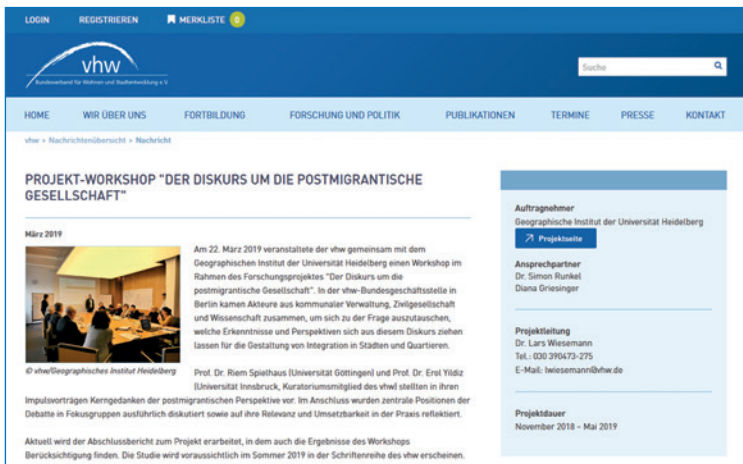 LOGIN REGISTRIEREN MERKLISTE 0
vhw
Bundesverband für Wohnen und Stadtentwicklung e.V.
Suche
HOME WIR ÜBER UNS FORTBILDUNG FORSCHUNG UND POLITIK PUBLIKATIONEN TERMINE PRESSE KONTAKT
vhw » Nachrichtenübersicht » Nachricht
PROJEKT-WORKSHOP "DER DISKURS UM DIE POSTMIGRANTISCHE
GESELLSCHAFT"
März 2019
Am 22. März 2019 veranstaltete der vhw gemeinsam mit dem
Geographischen Institut der Universität Heidelberg einen Workshop im
Rahmen des Forschungsprojektes "Der Diskurs um die
postmigrantische Gesellschaft". In der vhw-Bundesgeschäftsstelle in
Berlin kamen Akteure aus kommunaler Verwaltung, Zivilgesellschaft
und Wissenschaft zusammen, um sich zu der Frage auszutauschen,
welche Erkenntnisse und Perspektiven sich aus diesem Diskurs ziehen
lassen für die Gestaltung von Integration in Städten und Quartieren.
© vhw/Geographisches Institut Heidelberg
Prof. Dr. Riem Spielhaus (Universität Göttingen) und Prof. Dr. Erol Yildiz
(Universität Innsbruck, Kuratoriumsmitglied des vhw) stellten in ihren
Impulsvorträgen Kerngedanken der postmigrantischen Perspektive vor. Im Anschluss wurden zentrale Positionen der
Debatte in Fokusgruppen ausführlich diskutiert sowie auf ihre Relevanz und Umsetzbarkeit in der Praxis reflektiert.
Aktuell wird der Abschlussbericht zum Projekt erarbeitet, in dem auch die Ergebnisse des Workshops
Berücksichtigung finden. Die Studie wird voraussichtlich im Sommer 2019 in der Schriftenreihe des vhw erscheinen.
Auftragnehmer
Geographische Institut der Universität Heidelberg
Projektseite
Ansprechpartner
Dr. Simon Runkel
Diana Griesinger
Projektleitung
Dr. Lars Wiesemann
Tel.: 030 390473-275
E-Mail: lwiesemann@vhw.de
Projektdauer
November 2018 – Mai 2019